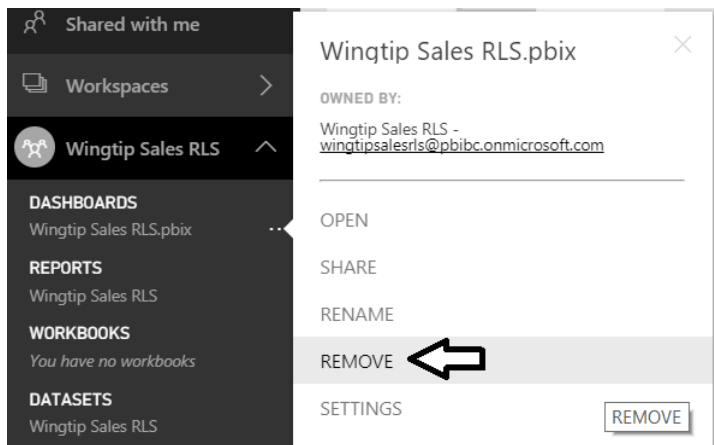 Shared with me
Workspaces
Wingtip Sales RLS
DASHBOARDS
Wingtip Sales RLS.pbix
REPORTS
Wingtip Sales RLS
WORKBOOKS
You have no workbooks
DATASETS
Wingtip Sales RLS
Wingtip Sales RLS.pbix
OWNED BY:
Wingtip Sales RLS -
wingtipsalesrls@pbibc.onmicrosoft.com
OPEN
SHARE
RENAME
REMOVE
SETTINGS
REMOVE